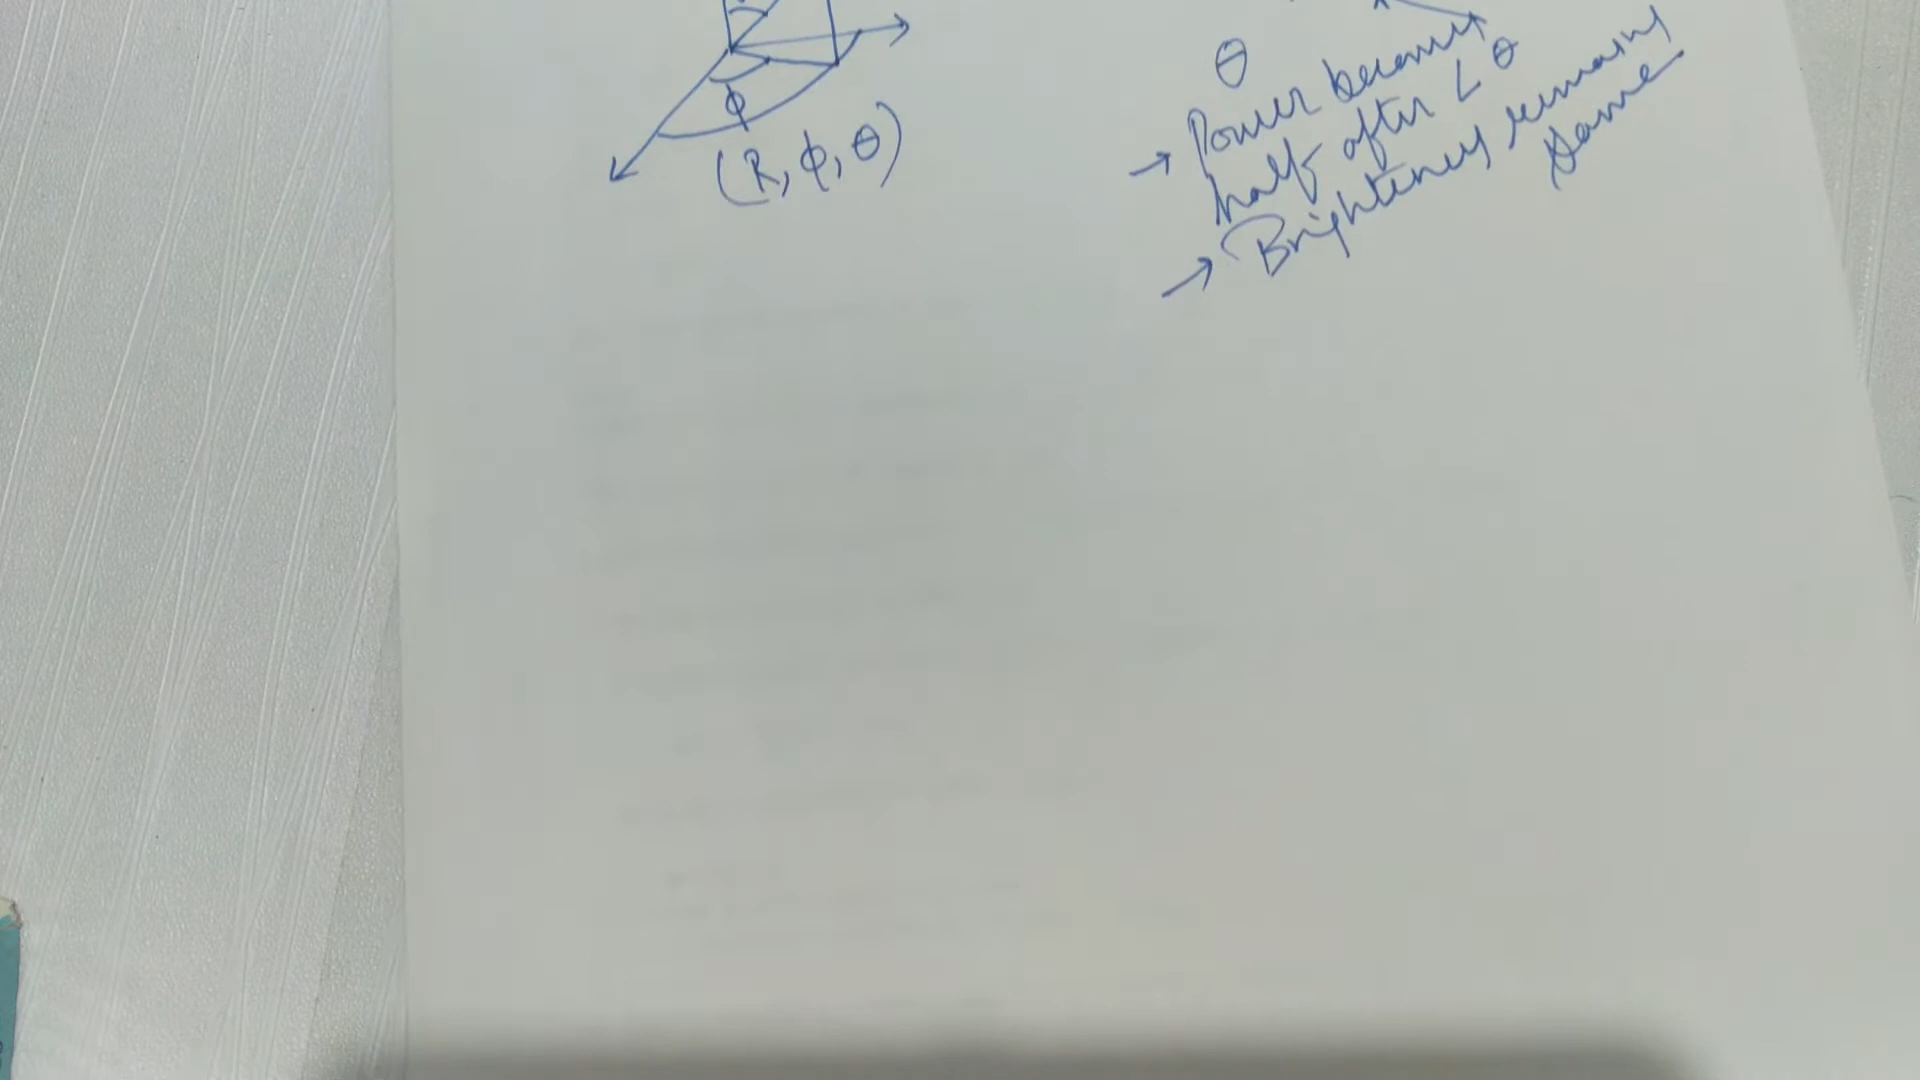 ϕ
(R, ϕ, θ)
θ
→ Power becomes
half after < θ
→ Brightness remains
same